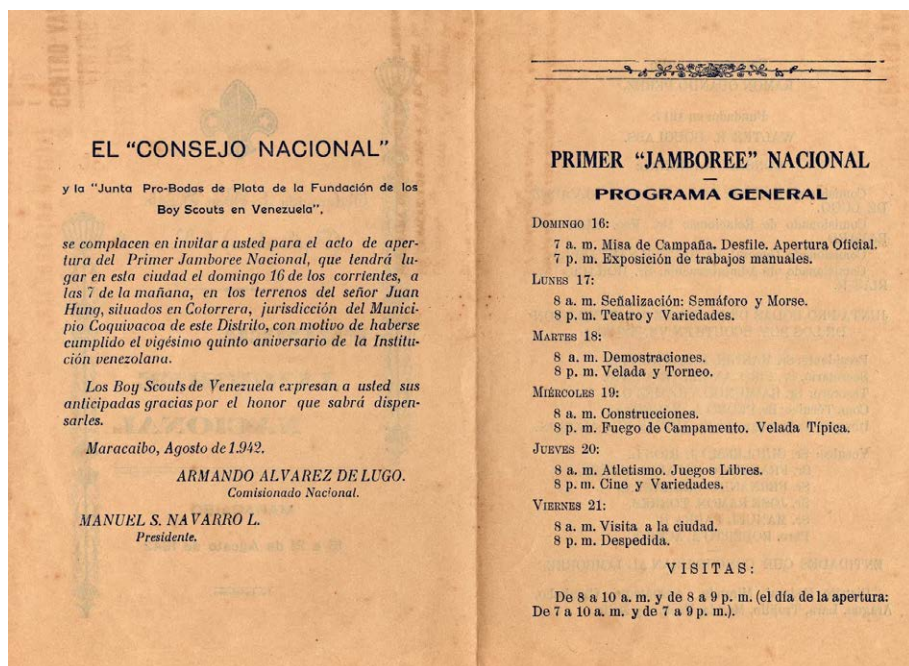 EL "CONSEJO NACIONAL"
y la "Junta Pro-Bodas de Plata de la Fundación de los
Boy Scouts en Venezuela",
se complacen en invitar a usted para el acto de aper-
tura del Primer Jamboree Nacional, que tendrá lu-
gar en esta ciudad el domingo 16 de los corrientes, a
las 7 de la mañana, en los terrenos del señor Juan
Hung, situados en Cotorrera, jurisdicción del Munici-
pio Coquivacoa de este Distrito, con motivo de haberse
cumplido el vigésimo quinto aniversario de la Institu-
ción venezolana.
Los Boy Scouts de Venezuela expresan a usted sus
anticipadas gracias por el honor que sabrá dispen-
sarles.
Maracaibo, Agosto de 1.942.
ARMANDO ALVAREZ DE LUGO.
Comisionado Nacional.
MANUEL S. NAVARRO L.
Presidente.
PRIMER "JAMBOREE" NACIONAL
PROGRAMA GENERAL
DOMINGO 16:
7 a. m. Misa de Campaña. Desfile. Apertura Oficial.
7 p. m. Exposición de trabajos manuales.
LUNES 17:
8 a. m. Señalización: Semáforo y Morse.
8 p. m. Teatro y Variedades.
MARTES 18:
8 a. m. Demostraciones.
8 p. m. Velada y Torneo.
MIÉRCOLES 19:
8 a. m. Construcciones.
8 p. m. Fuego de Campamento. Velada Típica.
JUEVES 20:
8 a. m. Atletismo. Juegos Libres.
8 p. m. Cine y Variedades.
VIERNES 21:
8 a. m. Visita a la ciudad.
8 p. m. Despedida.
VISITAS:
De 8 a 10 a. m. y de 8 a 9 p. m. (el día de la apertura:
De 7 a 10 a. m. y de 7 a 9 p. m.).